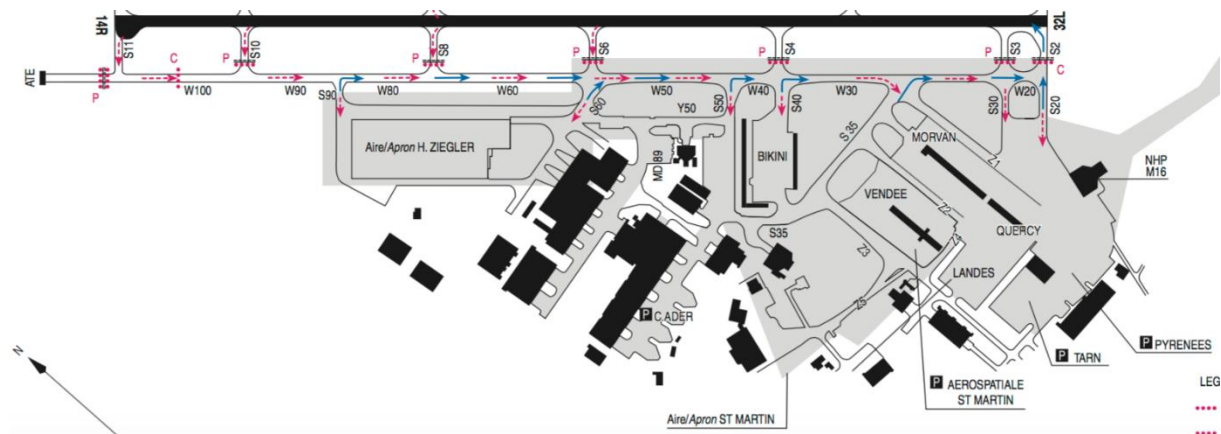 14R
32L
S11
S10
S8
S6
S4
S3
S2
P
P
P
P
P
C
ATE
P
C
W100
W90
S90
W80
W60
S60
W50
Y50
S50
W40
S40
W30
S30
W20
S20
S 35
Aire/Apron H. ZIEGLER
MD 89
BIKINI
MORVAN
Z1
NHP
M16
VENDEE
Z2
QUERCY
S35
Z3
Z4
LANDES
Z5
P C.ADER
P PYRENEES
P TARN
P AEROSPATIALE
ST MARTIN
Aire/Apron ST MARTIN
N
LEG